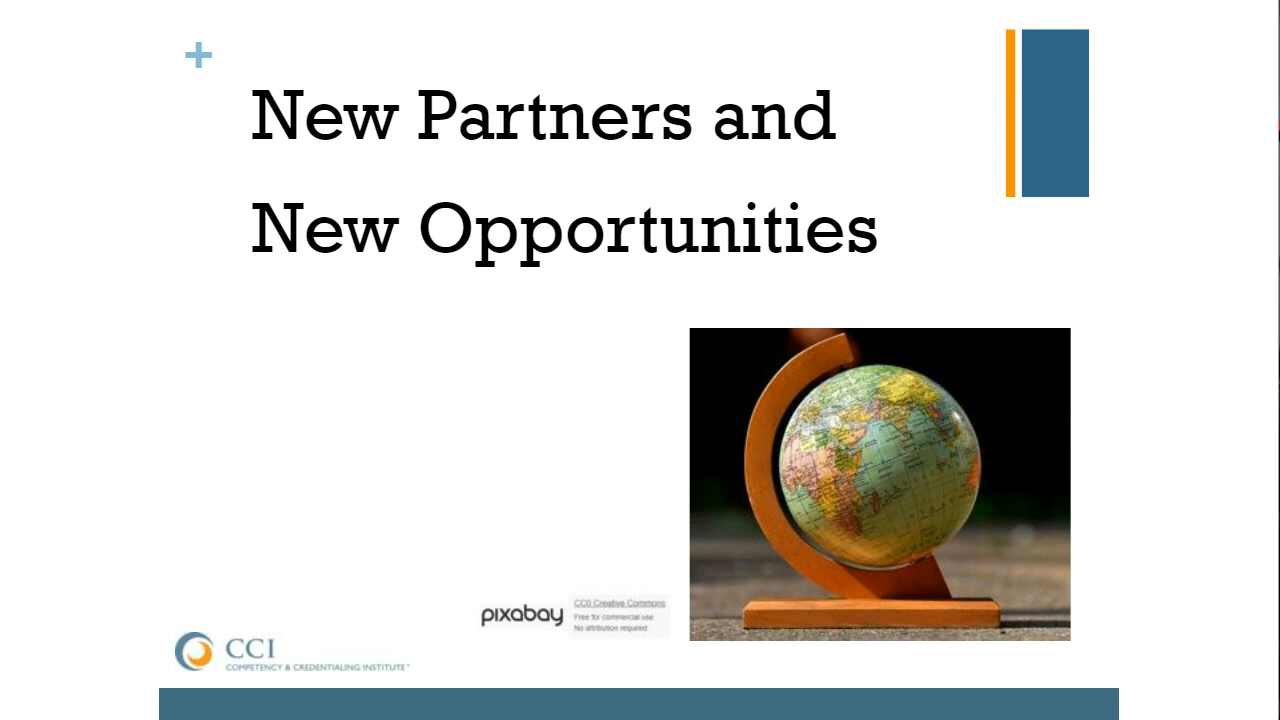 +
New Partners and
New Opportunities
pixabay
CC0 Creative Commons
Free for commercial use
No attribution required
CCI
COMPETENCY & CREDENTIALING INSTITUTE™